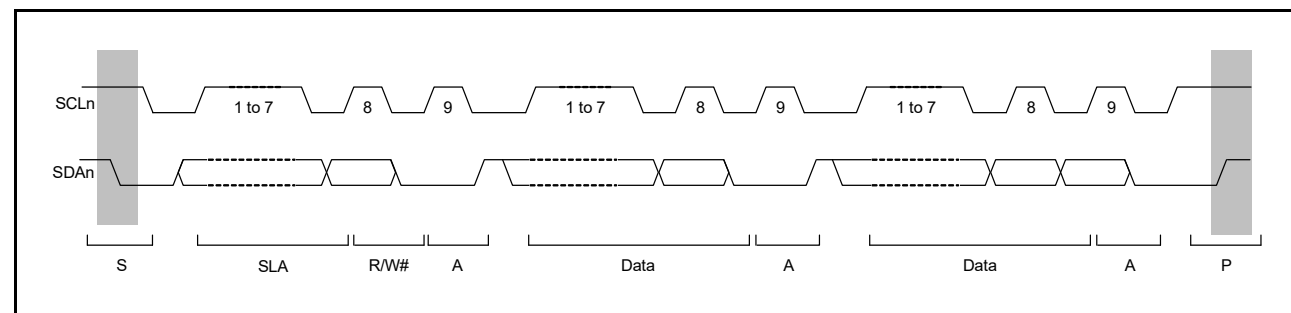 SCLn 1 to 7 8 9 1 to 7 8 9 1 to 7 8 9
SDAn
S SLA R/W# A Data A Data A P